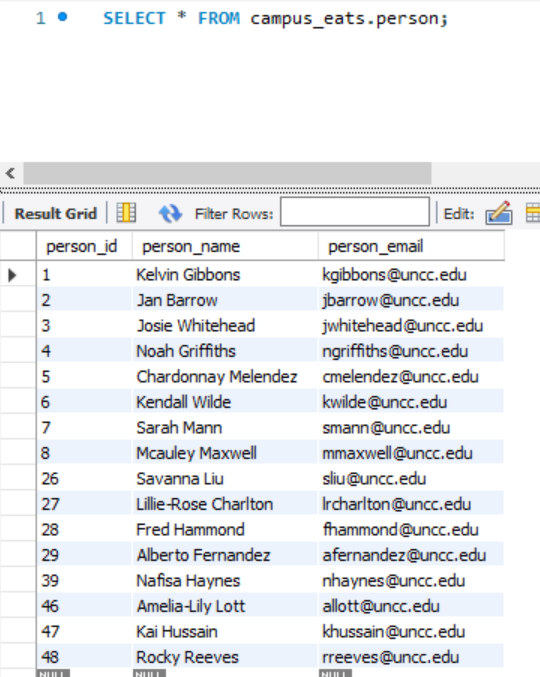 1 SELECT * FROM campus_eats.person;
Result Grid Filter Rows: Edit:
person_id person_name person_email
1 Kelvin Gibbons kgibbons@uncc.edu
2 Jan Barrow jbarrow@uncc.edu
3 Josie Whitehead jwhitehead@uncc.edu
4 Noah Griffiths ngriffiths@uncc.edu
5 Chardonnay Melendez cmelendez@uncc.edu
6 Kendall Wilde kwilde@uncc.edu
7 Sarah Mann smann@uncc.edu
8 Mcauley Maxwell mmaxwell@uncc.edu
26 Savanna Liu sliu@uncc.edu
27 Lillie-Rose Charlton lrcharlton@uncc.edu
28 Fred Hammond fhammond@uncc.edu
29 Alberto Fernandez afernandez@uncc.edu
39 Nafisa Haynes nhaynes@uncc.edu
46 Amelia-Lily Lott allott@uncc.edu
47 Kai Hussain khussain@uncc.edu
48 Rocky Reeves rreeves@uncc.edu
NULL NULL NULL